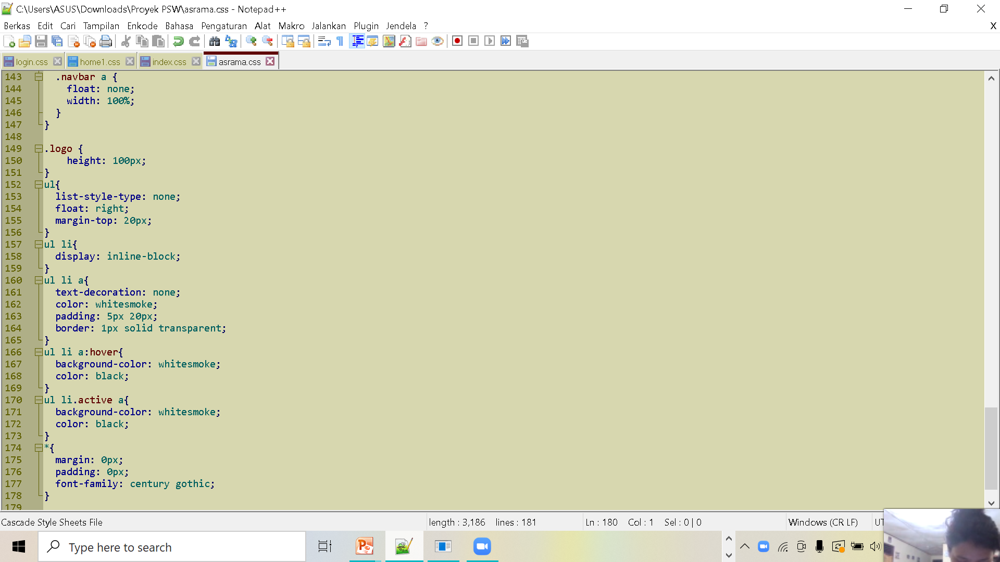 C:\Users\ASUS\Downloads\Proyek PSW\asrama.css - Notepad++
Berkas Edit Cari Tampilan Enkode Bahasa Pengaturan Alat Makro Jalankan Plugin Jendela ? X
login.css home1.css index.css asrama.css
143 .navbar a {
144 float: none;
145 width: 100%;
146 }
147 }
148
149 .logo {
150 height: 100px;
151 }
152 ul{
153 list-style-type: none;
154 float: right;
155 margin-top: 20px;
156 }
157 ul li{
158 display: inline-block;
159 }
160 ul li a{
161 text-decoration: none;
162 color: whitesmoke;
163 padding: 5px 20px;
164 border: 1px solid transparent;
165 }
166 ul li a:hover{
167 background-color: whitesmoke;
168 color: black;
169 }
170 ul li.active a{
171 background-color: whitesmoke;
172 color: black;
173 }
174 *{
175 margin: 0px;
176 padding: 0px;
177 font-family: century gothic;
178 }
179
Cascade Style Sheets File length : 3,186 lines : 181 Ln : 180 Col : 1 Sel : 0 | 0 Windows (CR LF) UT
Type here to search